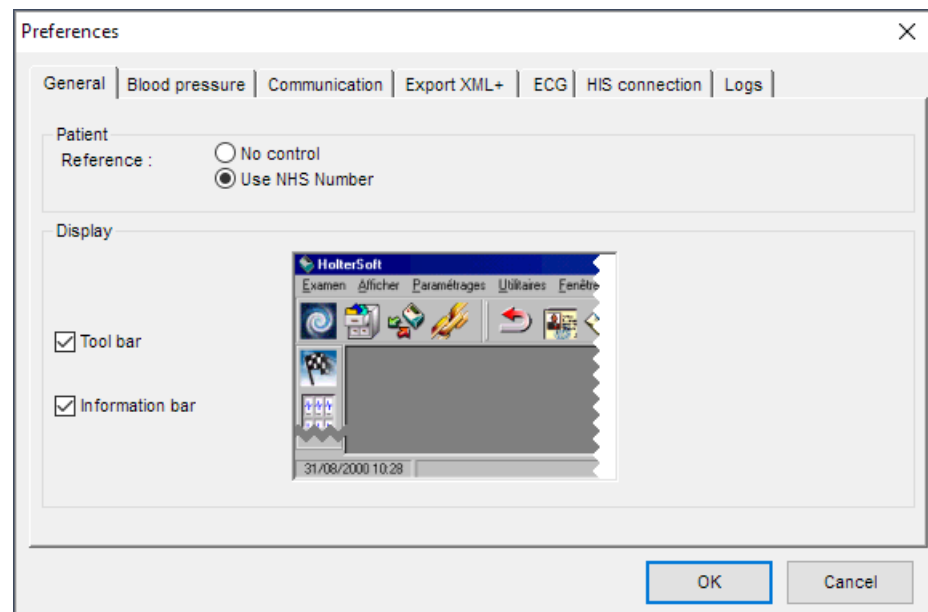 Preferences
General Blood pressure Communication Export XML+ ECG HIS connection Logs
Patient
Reference : No control
Use NHS Number
Display
HolterSoft
Examen Afficher Paramétrages Utilitaires Fenêtre
Tool bar
Information bar
31/08/2000 10:28
OK Cancel